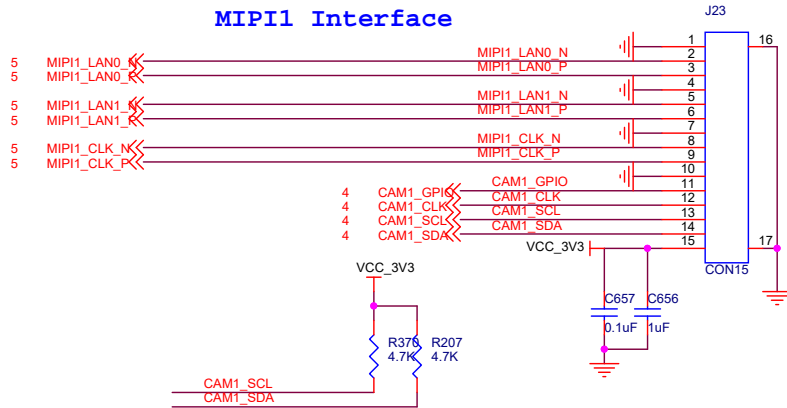 MIPI1 Interface
J23
1 16
5 MIPI1_LAN0_N MIPI1_LAN0_N 2
5 MIPI1_LAN0_P MIPI1_LAN0_P 3
4
5 MIPI1_LAN1_N MIPI1_LAN1_N 5
5 MIPI1_LAN1_P MIPI1_LAN1_P 6
7
5 MIPI1_CLK_N MIPI1_CLK_N 8
5 MIPI1_CLK_P MIPI1_CLK_P 9
10
4 CAM1_GPIO CAM1_GPIO 11
4 CAM1_CLK CAM1_CLK 12
4 CAM1_SCL CAM1_SCL 13
4 CAM1_SDA CAM1_SDA 14
VCC_3V3 15 17
CON15
VCC_3V3
C657 C656
0.1uF 1uF
R370 R207
4.7K 4.7K
CAM1_SCL
CAM1_SDA